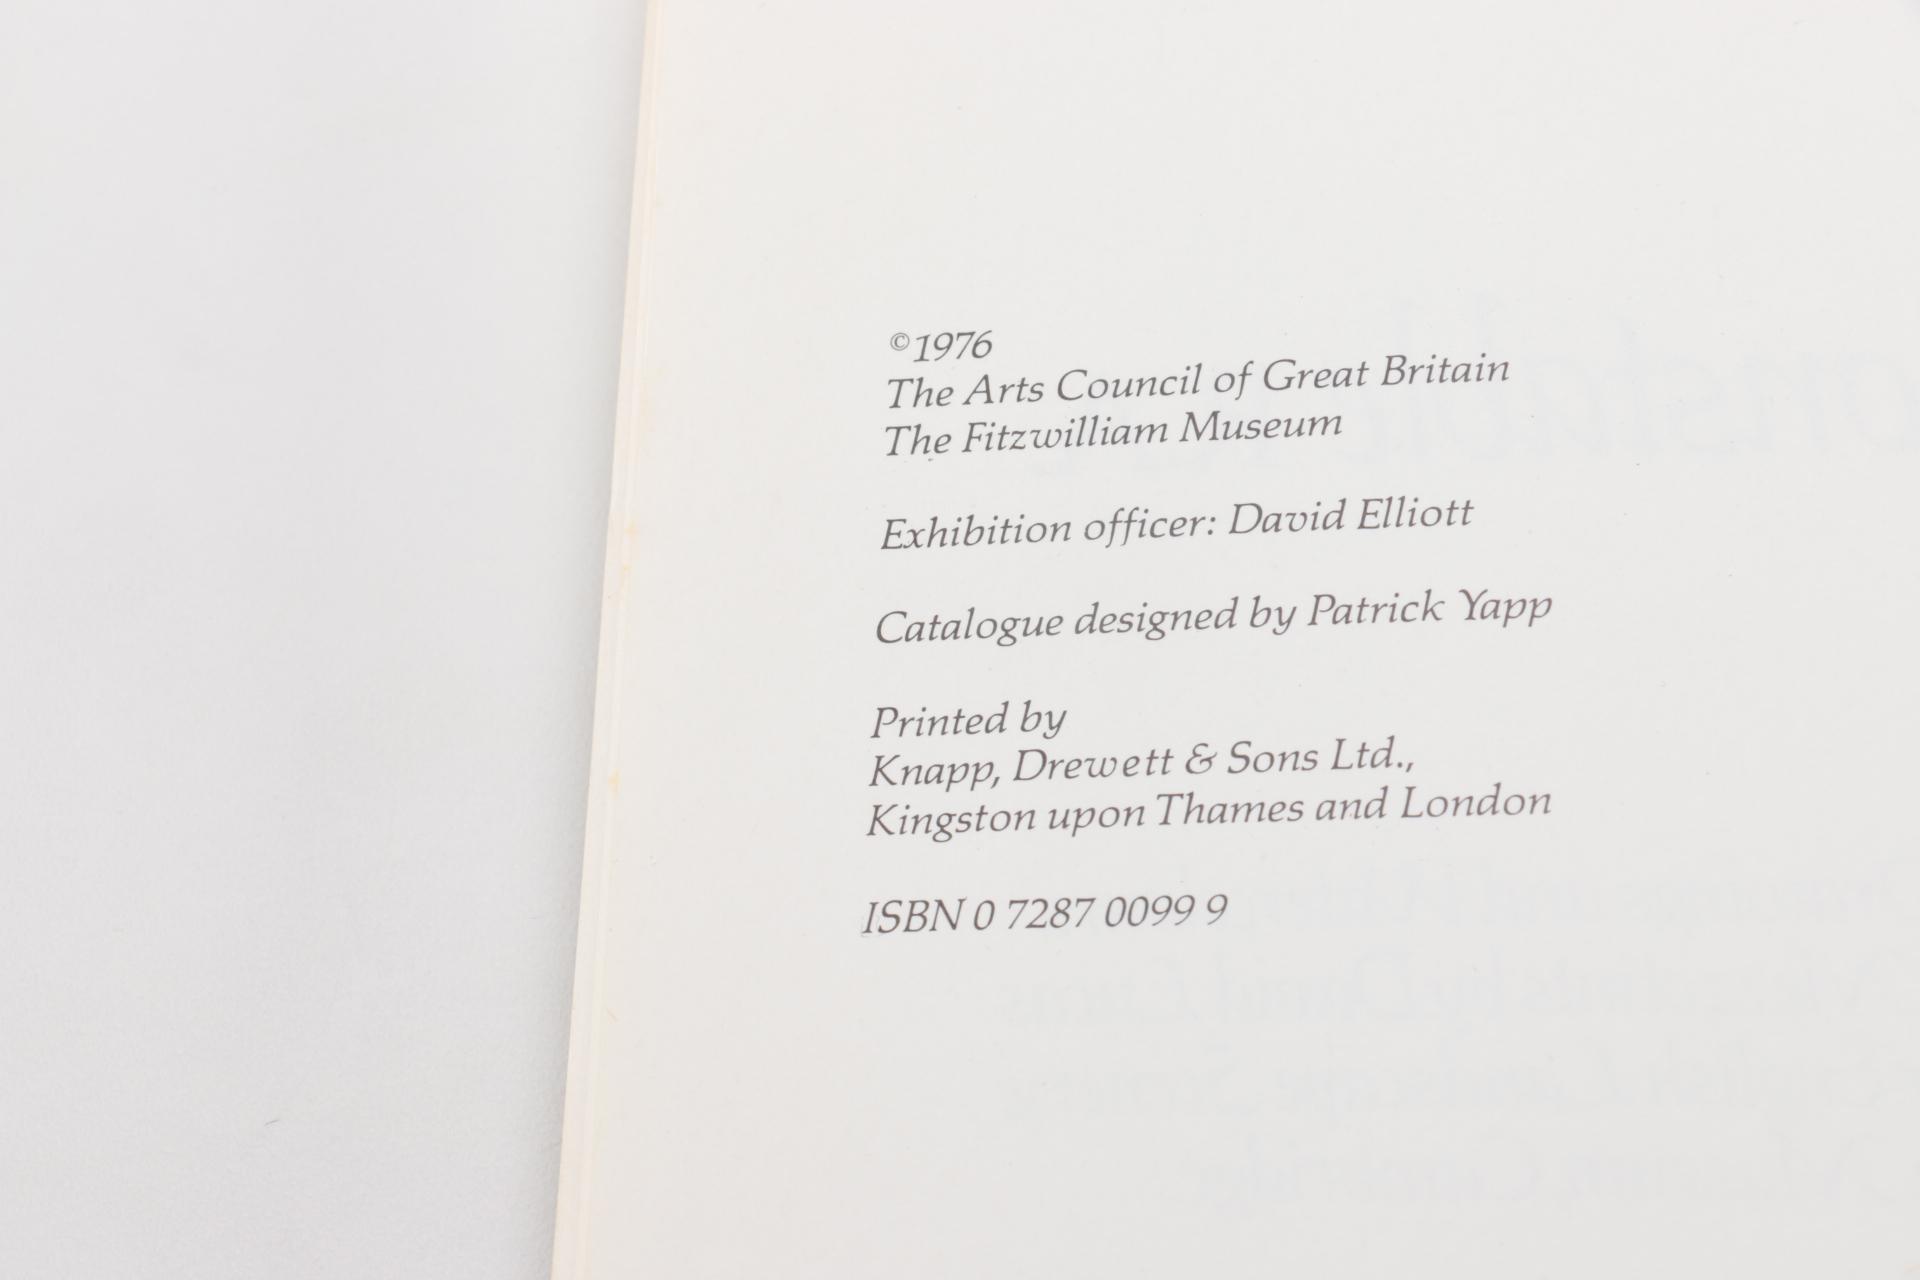 ©1976
The Arts Council of Great Britain
The Fitzwilliam Museum
Exhibition officer: David Elliott
Catalogue designed by Patrick Yapp
Printed by
Knapp, Drewett & Sons Ltd.,
Kingston upon Thames and London
ISBN 0 7287 0099 9